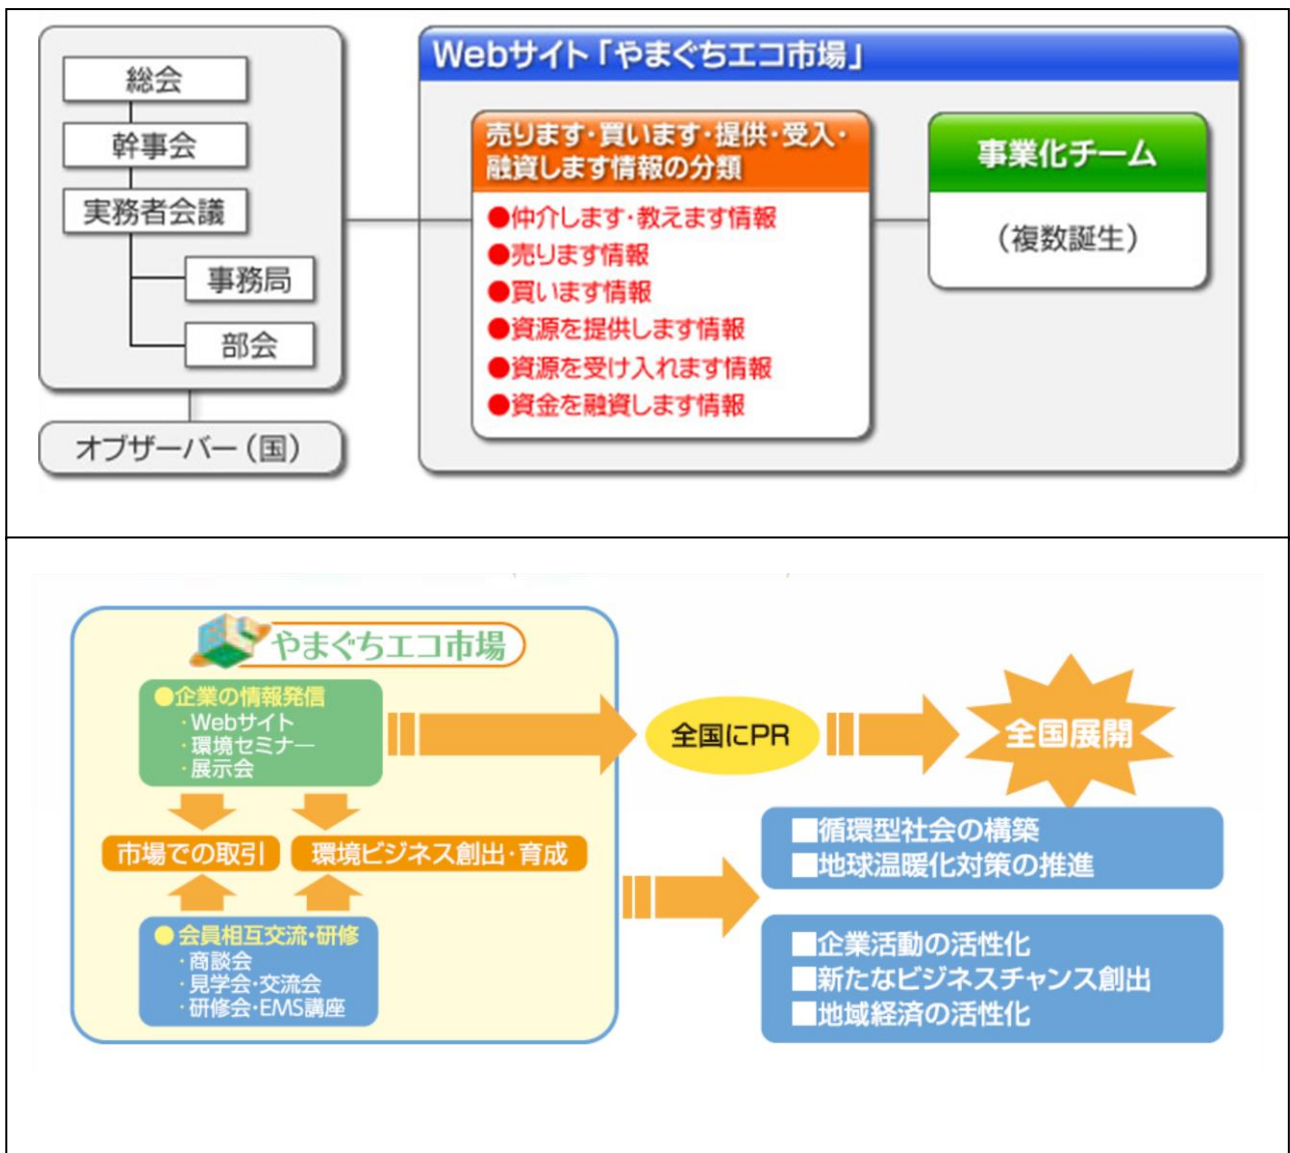 総会
幹事会
実務者会議
事務局
部会
オブザーバー（国）
Webサイト「やまぐちエコ市場」
売ります・買います・提供・受入・
融資します情報の分類
●仲介します・教えます情報
●売ります情報
●買います情報
●資源を提供します情報
●資源を受け入れます情報
●資金を融資します情報
事業化チーム
（複数誕生）
やまぐちエコ市場
●企業の情報発信
・Webサイト
・環境セミナー
・展示会
市場での取引
環境ビジネス創出・育成
●会員相互交流・研修
・商談会
・見学会・交流会
・研修会・EMS講座
全国にPR
全国展開
■循環型社会の構築
■地球温暖化対策の推進
■企業活動の活性化
■新たなビジネスチャンス創出
■地域経済の活性化